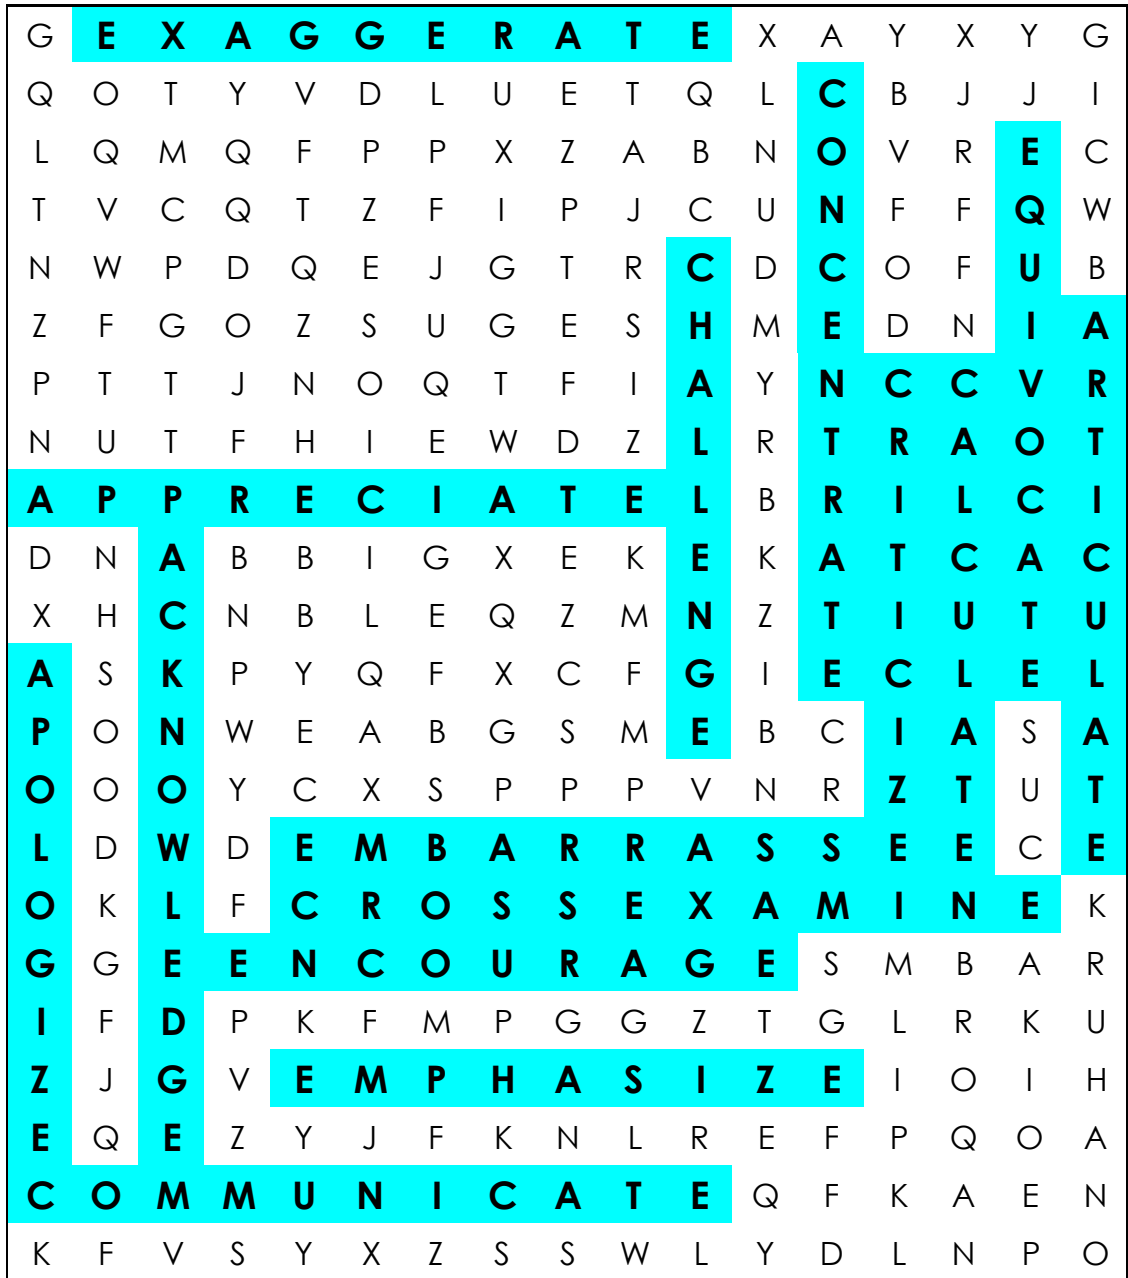 G E X A G G E R A T E X A Y X Y G
Q O T Y V D L U E T Q L C B J J I
L Q M Q F P P X Z A B N O V R E C
T V C Q T Z F I P J C U N F F Q W
N W P D Q E J G T R C D C O F U B
Z F G O Z S U G E S H M E D N I A
P T T J N O Q T F I A Y N C C V R
N U T F H I E W D Z L R T R A O T
A P P R E C I A T E L B R I L C I
D N A B B I G X E K E K A T C A C
X H C N B L E Q Z M N Z T I U T U
A S K P Y Q F X C F G I E C L E L
P O N W E A B G S M E B C I A S A
O O O Y C X S P P P V N R Z T U T
L D W D E M B A R R A S S E E C E
O K L F C R O S S E X A M I N E K
G G E E N C O U R A G E S M B A R
I F D P K F M P G G Z T G L R K U
Z J G V E M P H A S I Z E I O I H
E Q E Z Y J F K N L R E F P Q O A
C O M M U N I C A T E Q F K A E N
K F V S Y X Z S S W L Y D L N P O